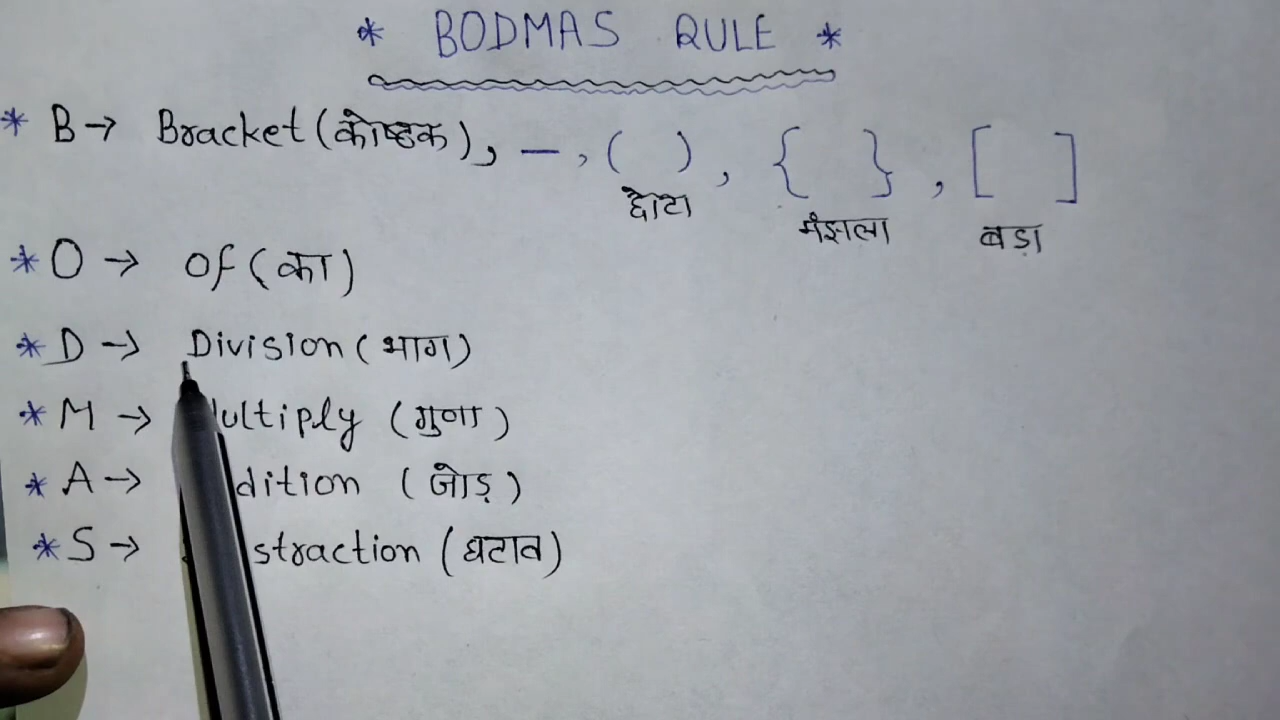 * BODMAS RULE *
* B → Bracket (कोष्ठक), —, ( ), { }, [ ]
छोटा मंझला बड़ा
* O → Of (का)
* D → Division (भाग)
* M → ultiply (गुणा)
* A → dition (जोड़)
* S → straction (घटाव)